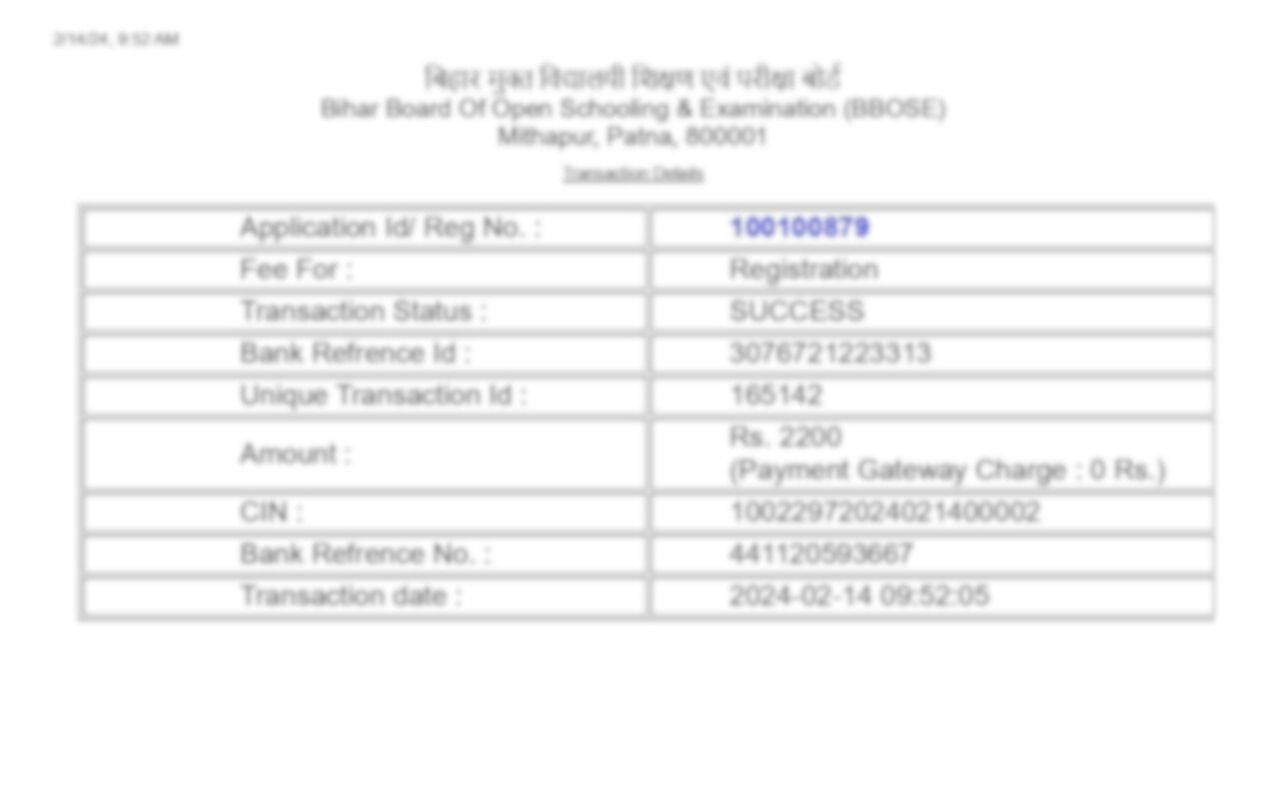 2/14/24, 9:52 AM
बिहार मुक्त विद्यालयी शिक्षण एवं परीक्षा बोर्ड
Bihar Board Of Open Schooling & Examination (BBOSE)
Mithapur, Patna, 800001
Transaction Details
Application Id/ Reg No. : 100100879
Fee For : Registration
Transaction Status : SUCCESS
Bank Refrence Id : 3076721223313
Unique Transaction Id : 165142
Amount : Rs. 2200
(Payment Gateway Charge : 0 Rs.)
CIN : 10022972024021400002
Bank Refrence No. : 441120593667
Transaction date : 2024-02-14 09:52:05